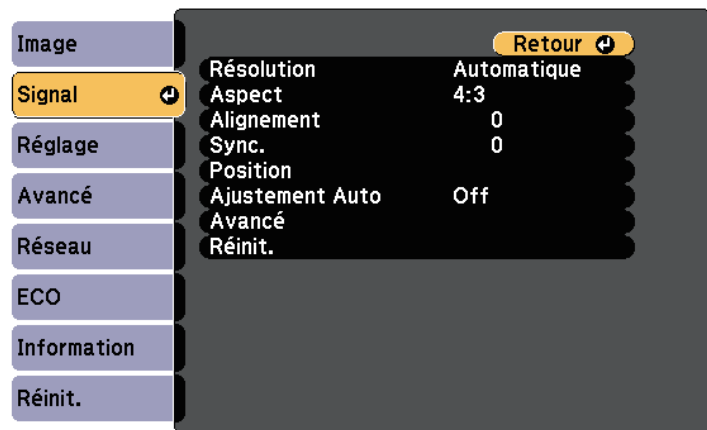 Image
Signal
Réglage
Avancé
Réseau
ECO
Information
Réinit.
Retour
Résolution Automatique
Aspect 4:3
Alignement 0
Sync. 0
Position
Ajustement Auto Off
Avancé
Réinit.